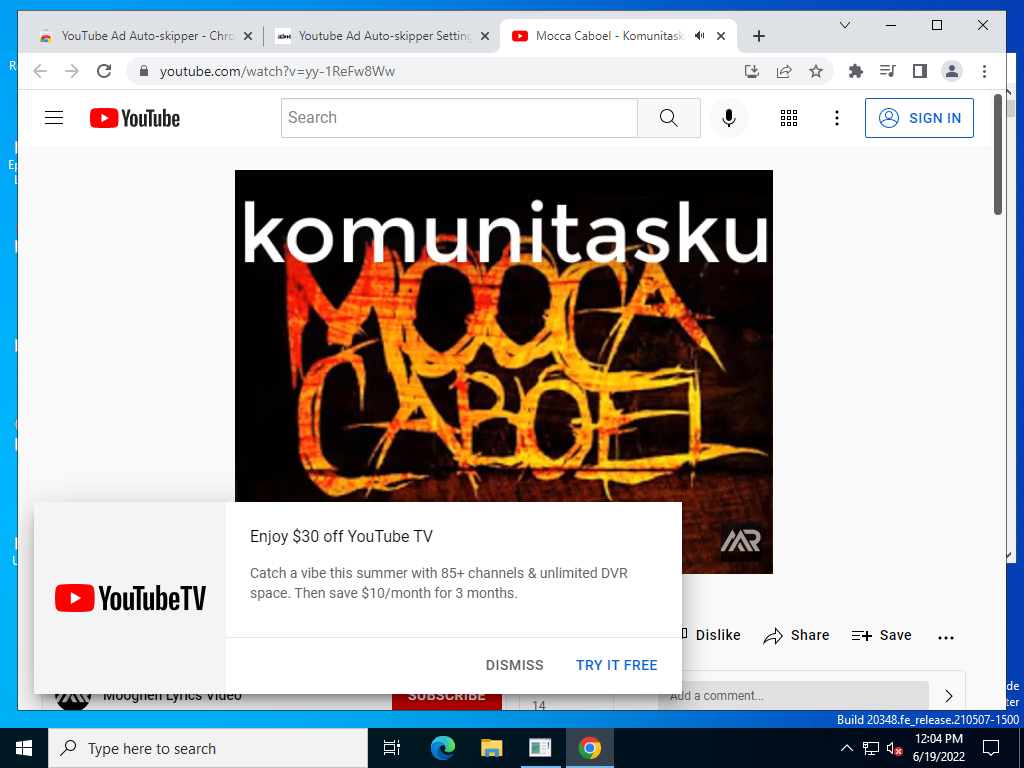 YouTube Ad Auto-skipper - Chro
Youtube Ad Auto-skipper Setting
Mocca Caboel - Komunitask
youtube.com/watch?v=yy-1ReFw8Ww
YouTube
Search
SIGN IN
komunitasku
MOCCA
CABOEL
MR
Enjoy $30 off YouTube TV
Catch a vibe this summer with 85+ channels & unlimited DVR
space. Then save $10/month for 3 months.
YouTubeTV
DISMISS
TRY IT FREE
Dislike
Share
Save
Mooghen Lyrics Video
SUBSCRIBE
14
Add a comment...
Build 20348.fe_release.210507-1500
Type here to search
12:04 PM
6/19/2022